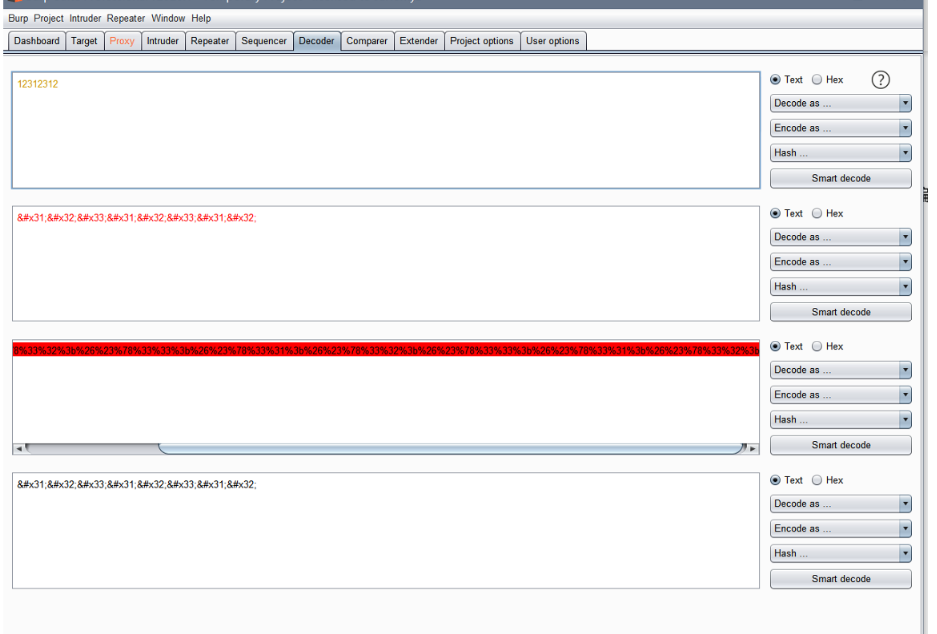 Burp Project Intruder Repeater Window Help
Dashboard Target Proxy Intruder Repeater Sequencer Decoder Comparer Extender Project options User options
12312312
Text Hex ?
Decode as ...
Encode as ...
Hash ...
Smart decode
&#x31;&#x32;&#x33;&#x31;&#x32;&#x33;&#x31;&#x32;
Text Hex
Decode as ...
Encode as ...
Hash ...
Smart decode
8%33%32%3b%26%23%78%33%33%3b%26%23%78%33%31%3b%26%23%78%33%32%3b%26%23%78%33%33%3b%26%23%78%33%31%3b%26%23%78%33%32%3b
Text Hex
Decode as ...
Encode as ...
Hash ...
Smart decode
&#x31;&#x32;&#x33;&#x31;&#x32;&#x33;&#x31;&#x32;
Text Hex
Decode as ...
Encode as ...
Hash ...
Smart decode